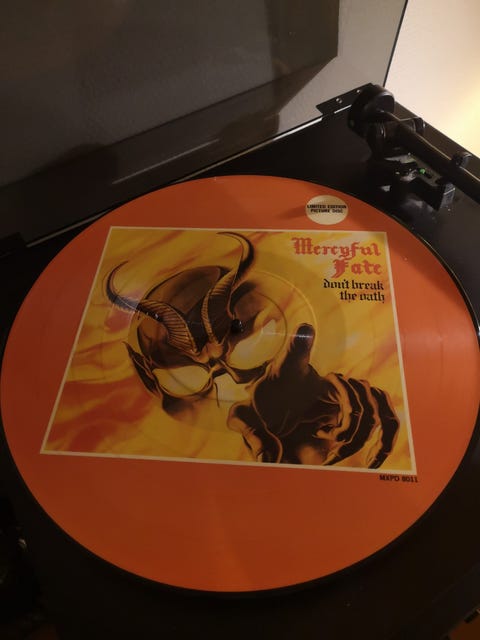 LIMITED EDITION
PICTURE DISC
Mercyful
Fate
don't break
the oath
MXPD 8011